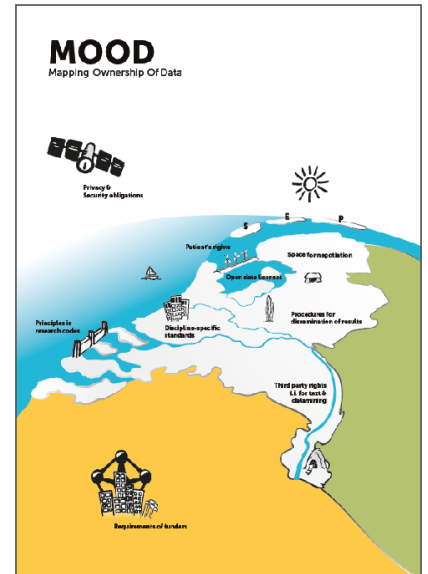 MOOD
Mapping Ownership Of Data
Privacy &
Security obligations
S E P
Patient's rights
Space for negotiation
Open data license
Procedures for
dissemination of results
Discipline-specific
standards
Principles in
research codes
Third party rights
i.i. for text &
datamining
Requirements of funders